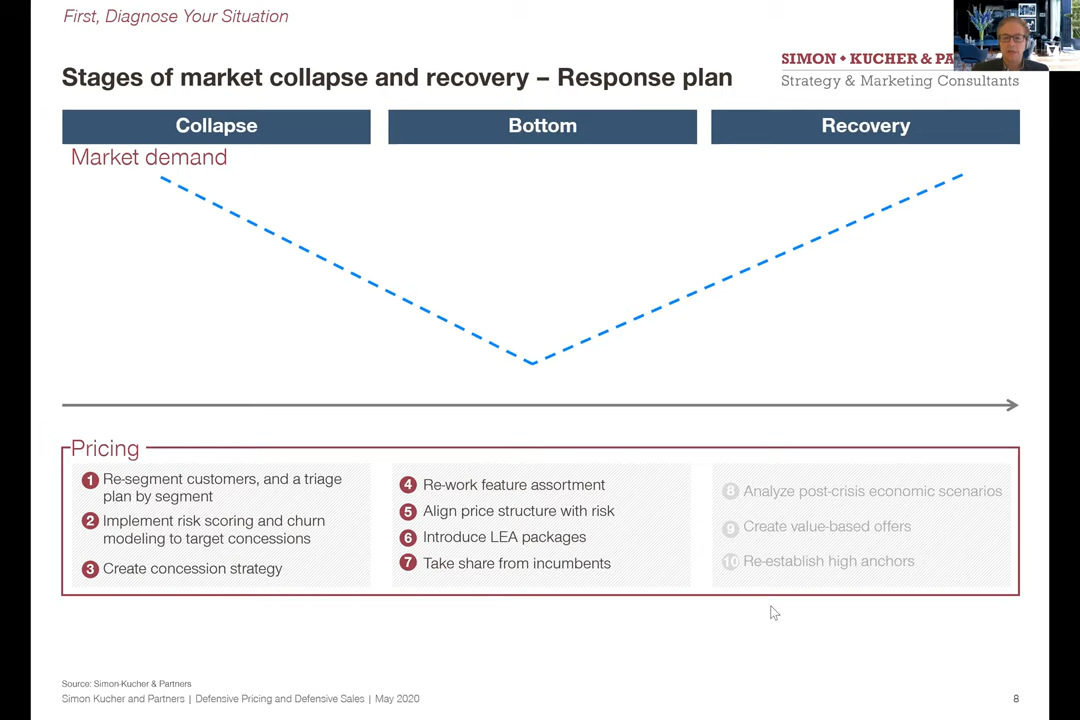 First, Diagnose Your Situation
Stages of market collapse and recovery – Response plan
SIMON ♦ KUCHER &
Strategy & Marketing Consultants
Collapse
Bottom
Recovery
Market demand
Pricing
1 Re-segment customers, and a triage
plan by segment
2 Implement risk scoring and churn
modeling to target concessions
3 Create concession strategy
4 Re-work feature assortment
5 Align price structure with risk
6 Introduce LEA packages
7 Take share from incumbents
8 Analyze post-crisis economic scenarios
9 Create value-based offers
10 Re-establish high anchors
Source: Simon-Kucher & Partners
Simon Kucher and Partners | Defensive Pricing and Defensive Sales | May 2020
8